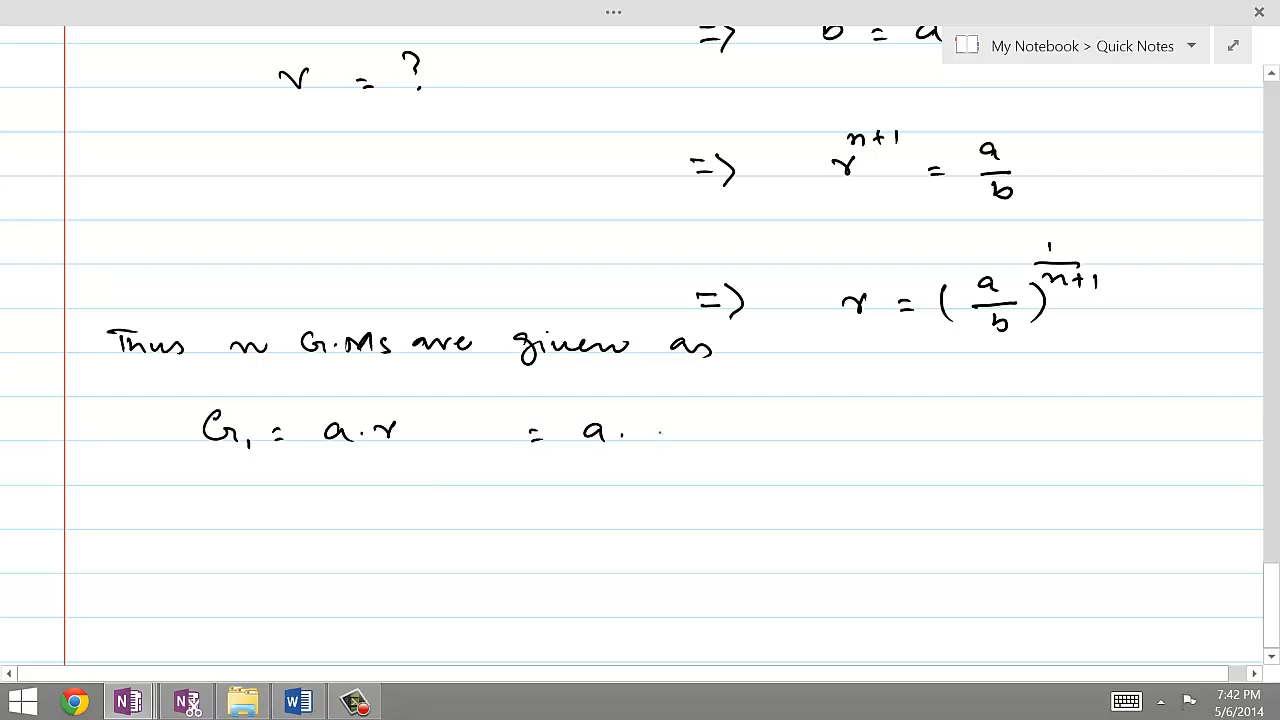 ...
=> b = a
My Notebook > Quick Notes
r = ?
=> r^{n+1} = a/b
=> r = (a/b)^{1/n+1}
Thus n G.Ms are given as
G₁ = a.r = a.
7:42 PM
5/6/2014